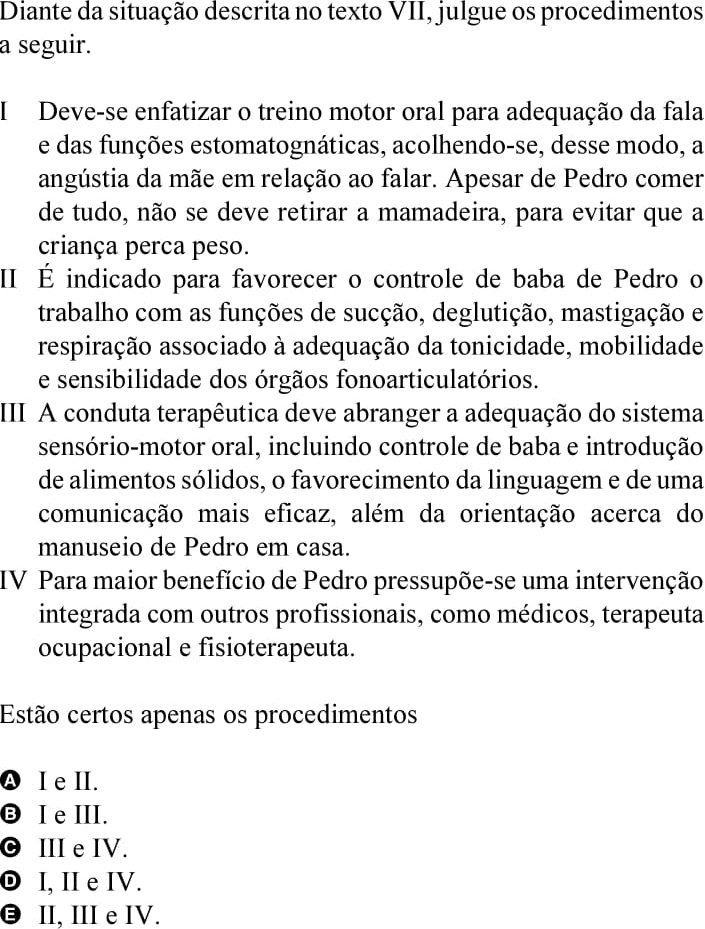 Diante da situação descrita no texto VII, julgue os procedimentos
a seguir.
I Deve-se enfatizar o treino motor oral para adequação da fala
e das funções estomatognáticas, acolhendo-se, desse modo, a
angústia da mãe em relação ao falar. Apesar de Pedro comer
de tudo, não se deve retirar a mamadeira, para evitar que a
criança perca peso.
II É indicado para favorecer o controle de baba de Pedro o
trabalho com as funções de sucção, deglutição, mastigação e
respiração associado à adequação da tonicidade, mobilidade
e sensibilidade dos órgãos fonoarticulatórios.
III A conduta terapêutica deve abranger a adequação do sistema
sensório-motor oral, incluindo controle de baba e introdução
de alimentos sólidos, o favorecimento da linguagem e de uma
comunicação mais eficaz, além da orientação acerca do
manuseio de Pedro em casa.
IV Para maior benefício de Pedro pressupõe-se uma intervenção
integrada com outros profissionais, como médicos, terapeuta
ocupacional e fisioterapeuta.
Estão certos apenas os procedimentos
A I e II.
B I e III.
C III e IV.
D I, II e IV.
E II, III e IV.